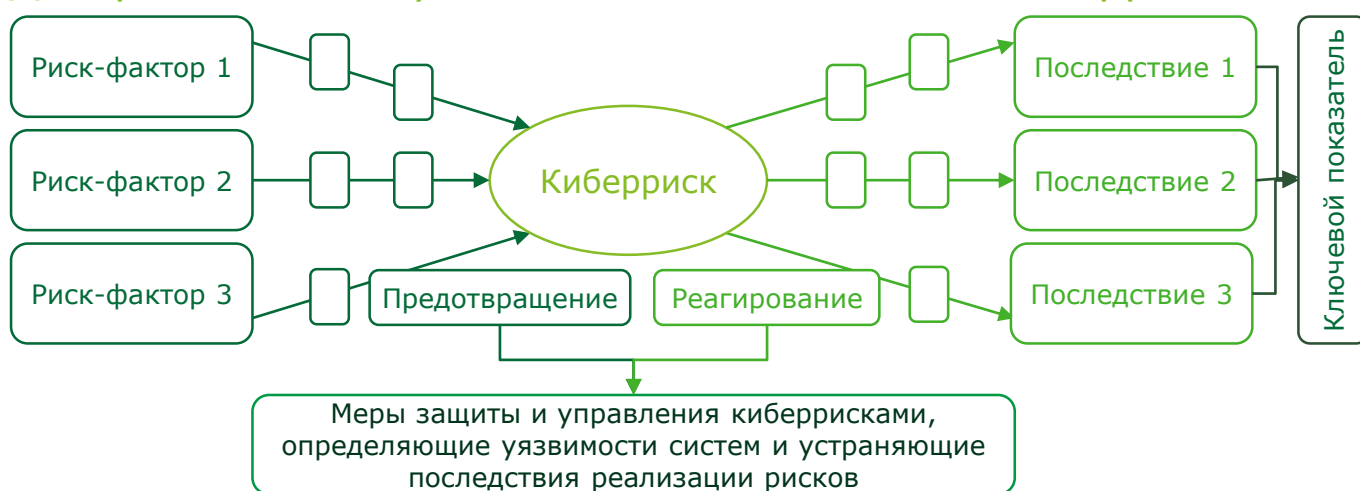 Риск-фактор 1
Последствие 1
Риск-фактор 2
Киберриск
Последствие 2
Риск-фактор 3
Предотвращение
Реагирование
Последствие 3
Ключевой показатель
Меры защиты и управления киберрисками,
определяющие уязвимости систем и устраняющие
последствия реализации рисков